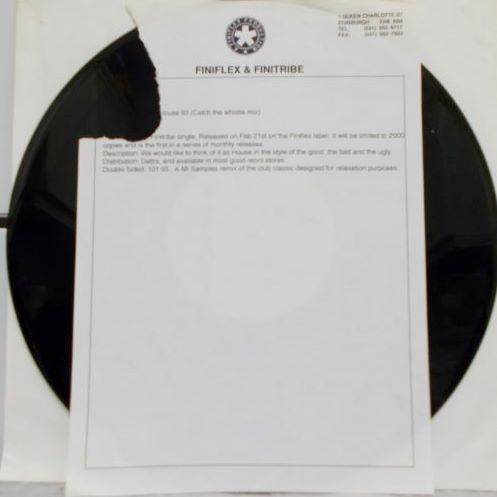 1 QUEEN CHARLOTTE ST
EDINBURGH EH6
TEL.
FAX.
FINIFLEX & FINITRIBE
House 93 (Catch the whistle mix)
single. Released on Feb 21st on the Finiflex label. It will be limited to 2000
copies and is the first in a series of monthly releases.
Description: We would like to think of it as House in the style of the good ,the bad and the ugly.
Distribution: and available in most good record stores.
Double Sided: 101 93 . A Mr Samples remix of the club classic designed for relaxation purposes.